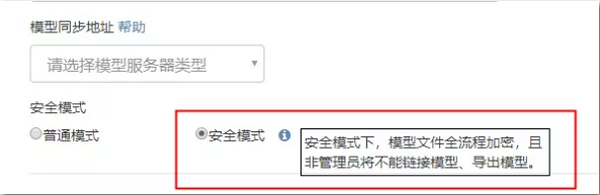 模型同步地址 帮助
请选择模型服务器类型
安全模式
普通模式 安全模式
安全模式下，模型文件全流程加密，且
非管理员将不能链接模型、导出模型。